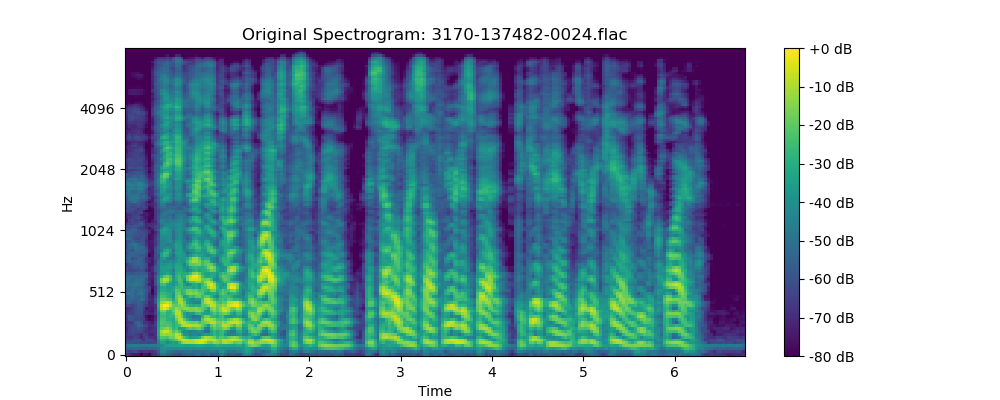 Original Spectrogram: 3170-137482-0024.flac
Hz
4096
2048
1024
512
0
0 1 2 3 4 5 6
Time
+0 dB
-10 dB
-20 dB
-30 dB
-40 dB
-50 dB
-60 dB
-70 dB
-80 dB